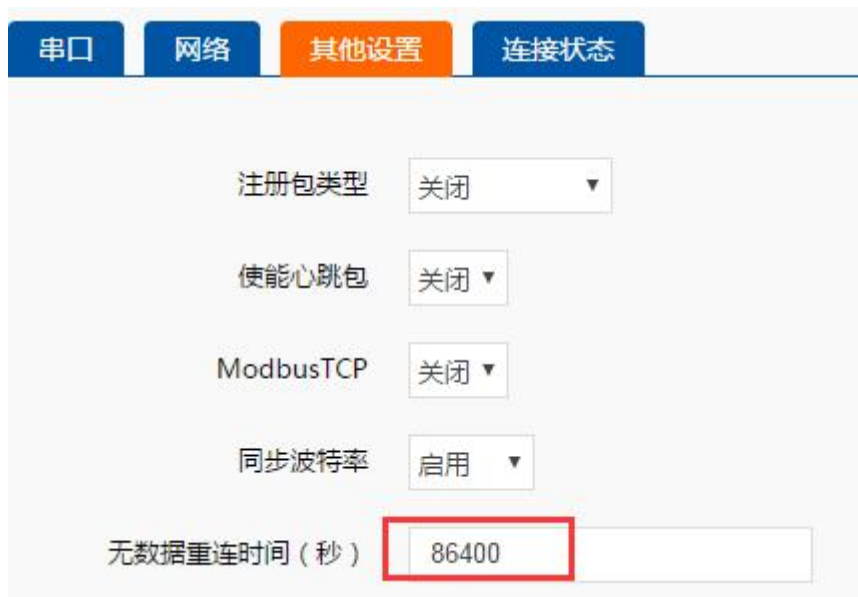 串口 网络 其他设置 连接状态
注册包类型 关闭
使能心跳包 关闭
ModbusTCP 关闭
同步波特率 启用
无数据重连时间（秒） 86400